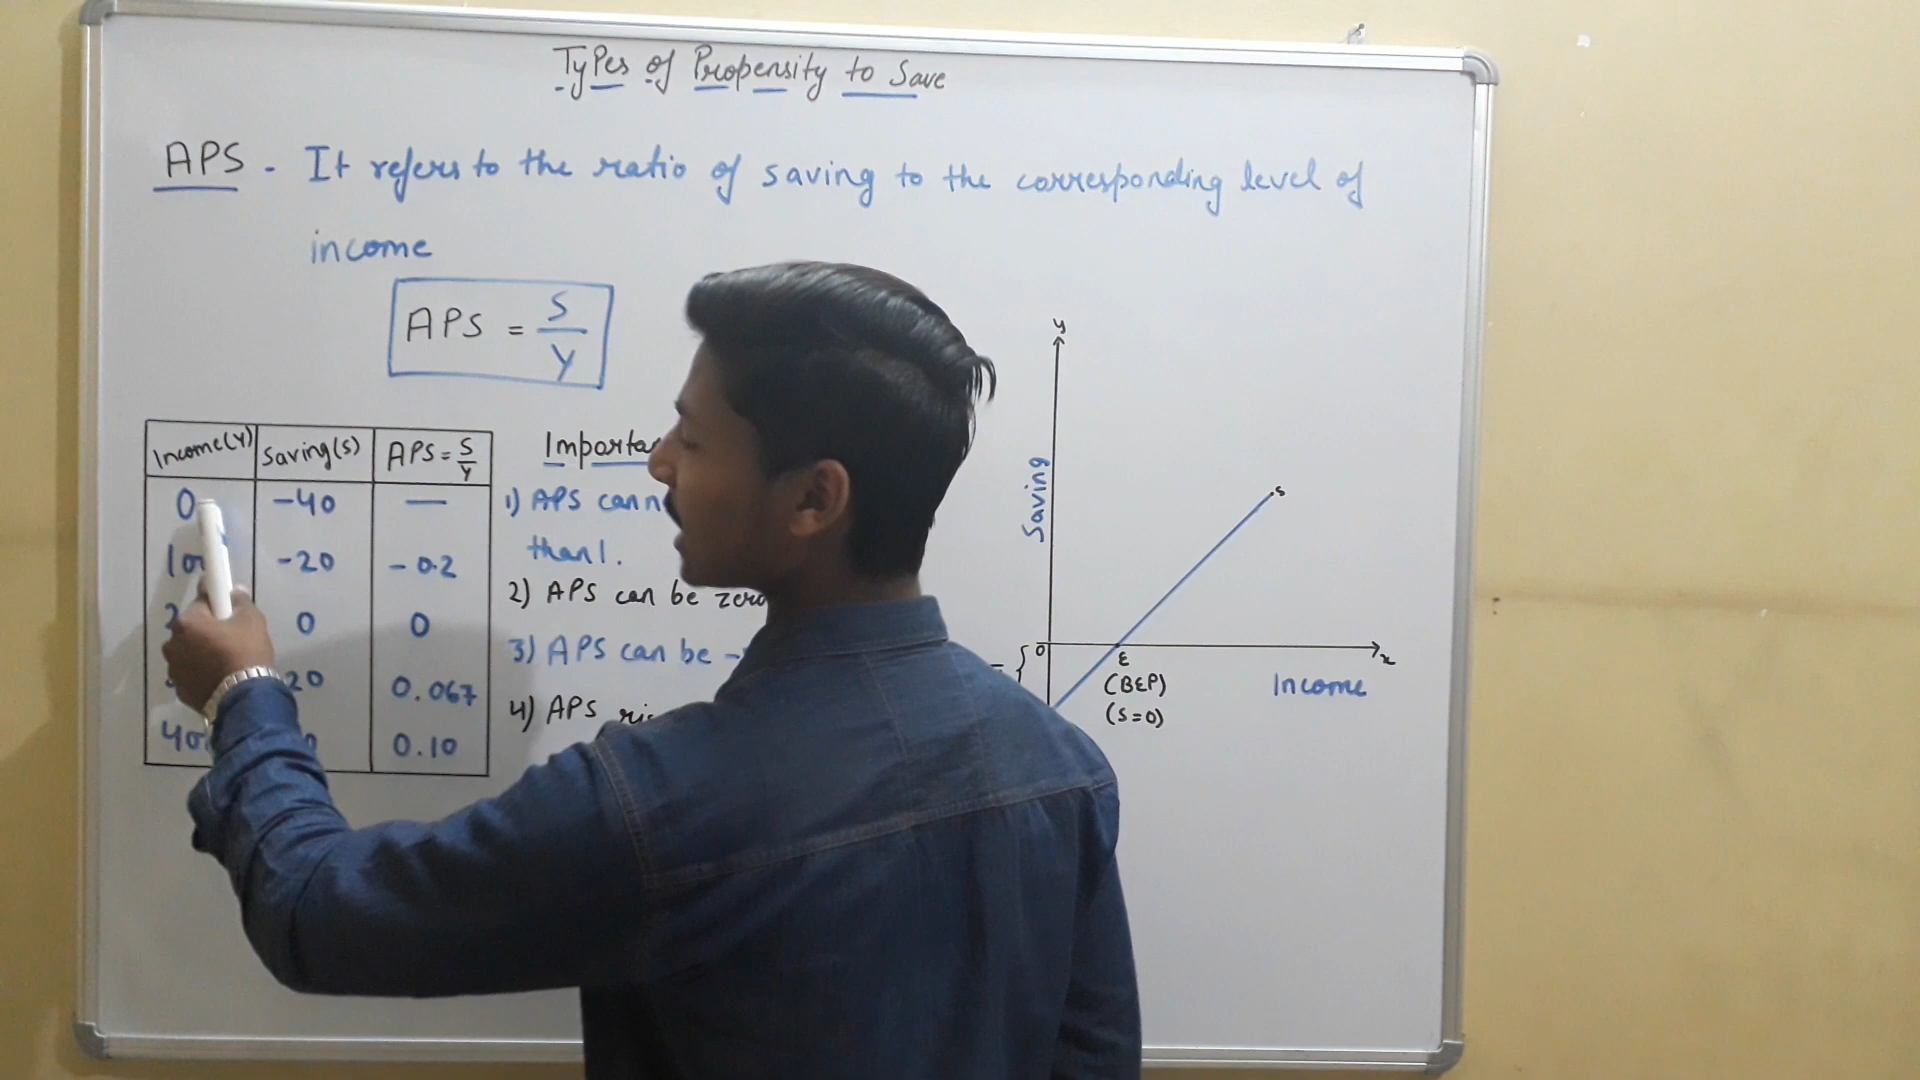 Types of Propensity to Save
APS - It refers to the ratio of saving to the corresponding level of
income
APS = S/Y
Income(Y) Saving(S) APS = S/Y
0 -40 —
-20 -0.2
0 0
20 0.067
0.10
1) APS
than 1.
2) APS can be zero
3) APS can be
4) APS
y
Saving
S
0
E
x
(BEP)
Income
(S=0)